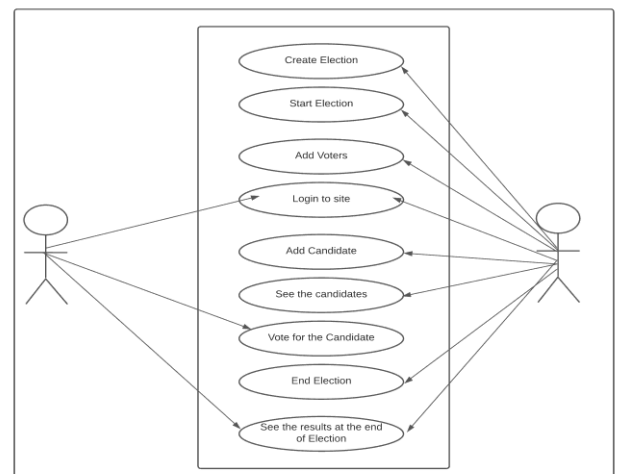 Create Election
Start Election
Add Voters
Login to site
Add Candidate
See the candidates
Vote for the Candidate
End Election
See the results at the end
of Election